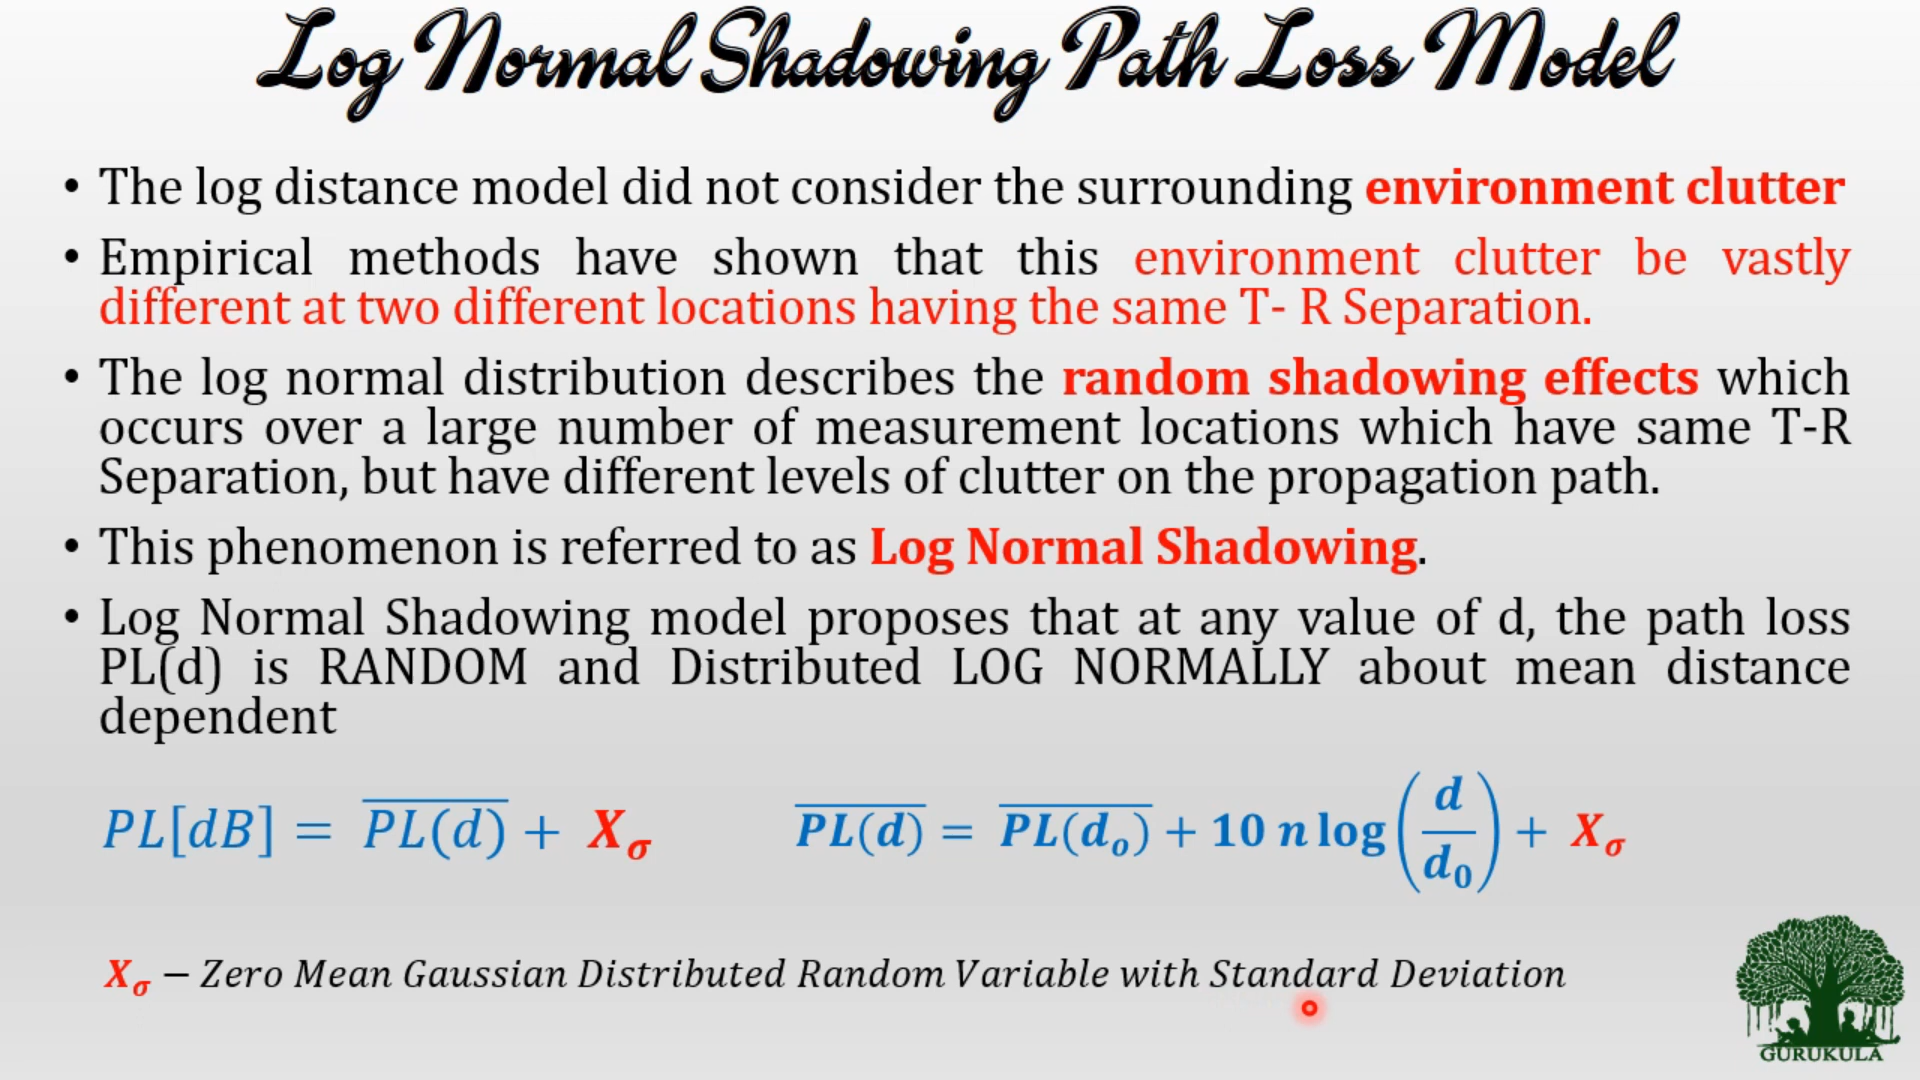 Log Normal Shadowing Path Loss Model
• The log distance model did not consider the surrounding environment clutter
• Empirical methods have shown that this environment clutter be vastly
different at two different locations having the same T- R Separation.
• The log normal distribution describes the random shadowing effects which
occurs over a large number of measurement locations which have same T-R
Separation, but have different levels of clutter on the propagation path.
• This phenomenon is referred to as Log Normal Shadowing.
• Log Normal Shadowing model proposes that at any value of d, the path loss
PL(d) is RANDOM and Distributed LOG NORMALLY about mean distance
dependent
PL[dB] = \overline{PL(d)} + X_σ    \overline{PL(d)} = \overline{PL(d_o)} + 10 n log(d/d_0) + X_σ
X_σ – Zero Mean Gaussian Distributed Random Variable with Standard Deviation
GURUKULA